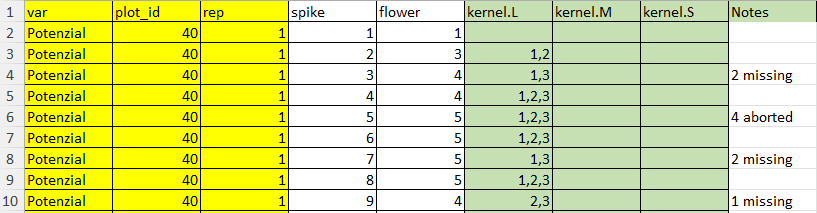 1 var plot_id rep spike flower kernel.L kernel.M kernel.S Notes
2 Potenzial 40 1 1 1
3 Potenzial 40 1 2 3 1,2
4 Potenzial 40 1 3 4 1,3 2 missing
5 Potenzial 40 1 4 4 1,2,3
6 Potenzial 40 1 5 5 1,2,3 4 aborted
7 Potenzial 40 1 6 5 1,2,3
8 Potenzial 40 1 7 5 1,3 2 missing
9 Potenzial 40 1 8 5 1,2,3
10 Potenzial 40 1 9 4 2,3 1 missing